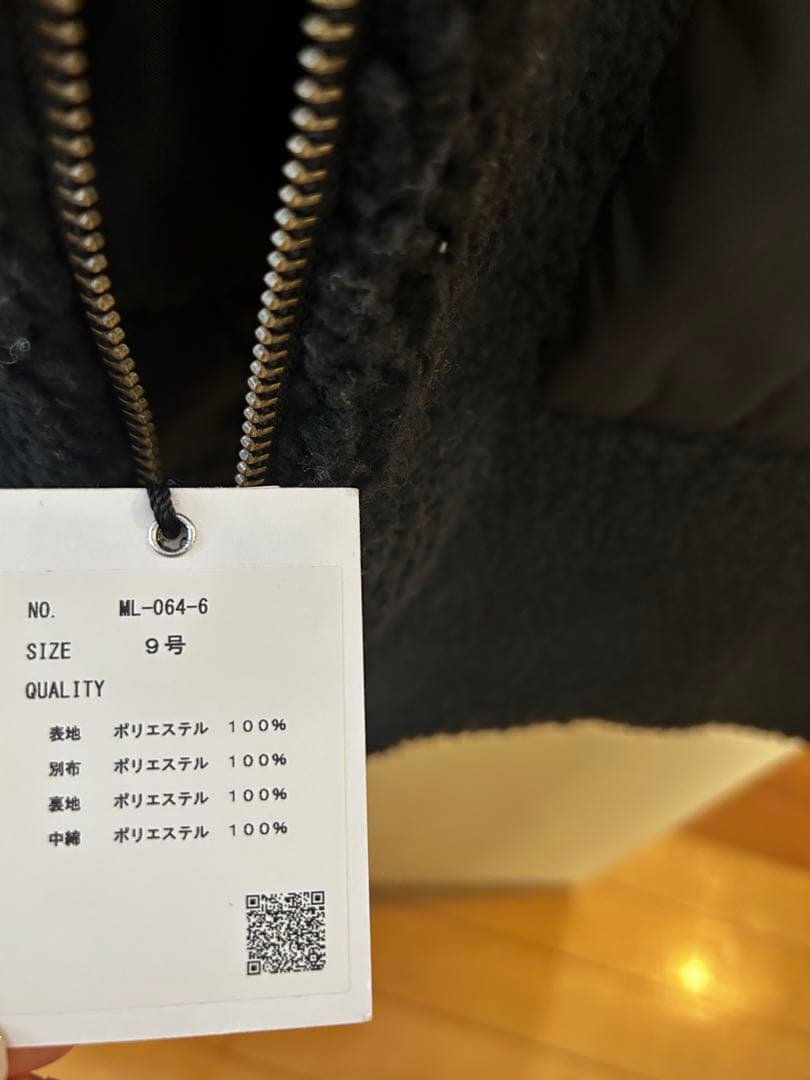 NO. ML-064-6
SIZE 9号
QUALITY
表地 ポリエステル 100%
別布 ポリエステル 100%
裏地 ポリエステル 100%
中綿 ポリエステル 100%